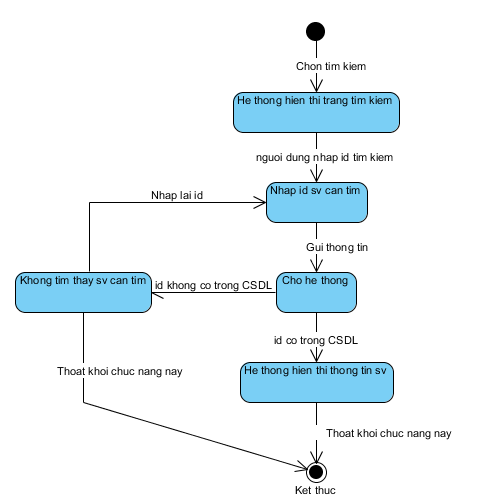 Chon tim kiem
He thong hien thi trang tim kiem
nguoi dung nhap id tim kiem
Nhap lai id
Nhap id sv can tim
Gui thong tin
Khong tim thay sv can tim
id khong co trong CSDL
Cho he thong
id co trong CSDL
Thoat khoi chuc nang nay
He thong hien thi thong tin sv
Thoat khoi chuc nang nay
Ket thuc